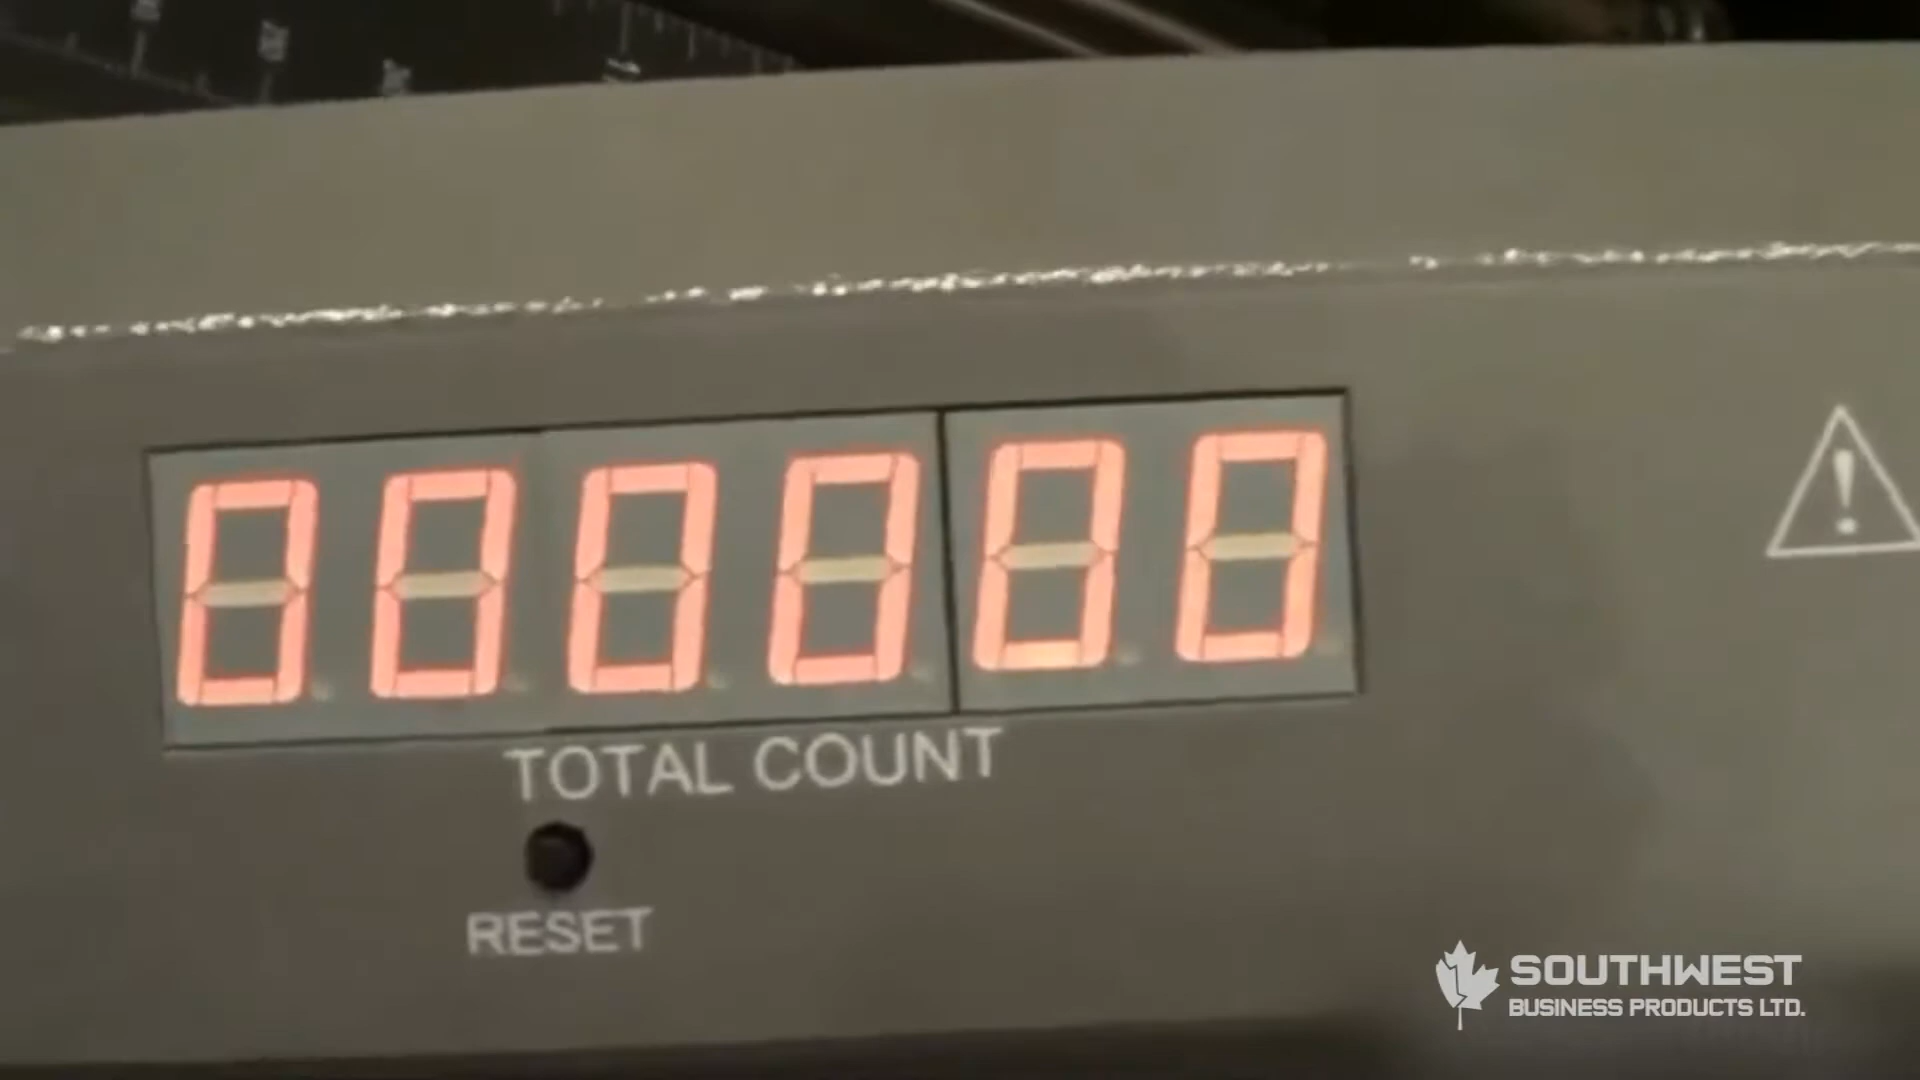 000000
TOTAL COUNT
RESET
!
SOUTHWEST
BUSINESS PRODUCTS LTD.